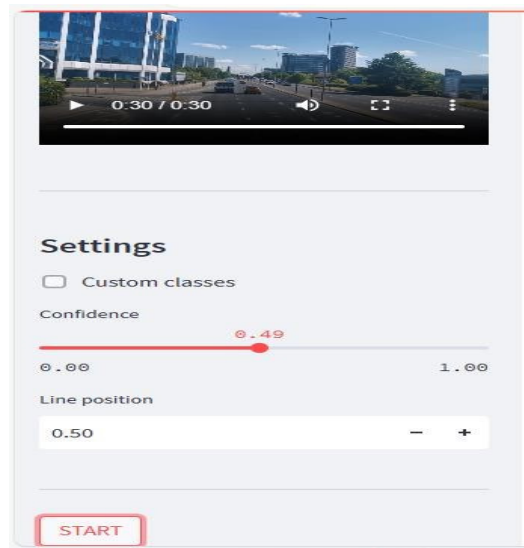 0:30 / 0:30
Settings
Custom classes
Confidence
0.49
0.00 1.00
Line position
0.50 − +
START